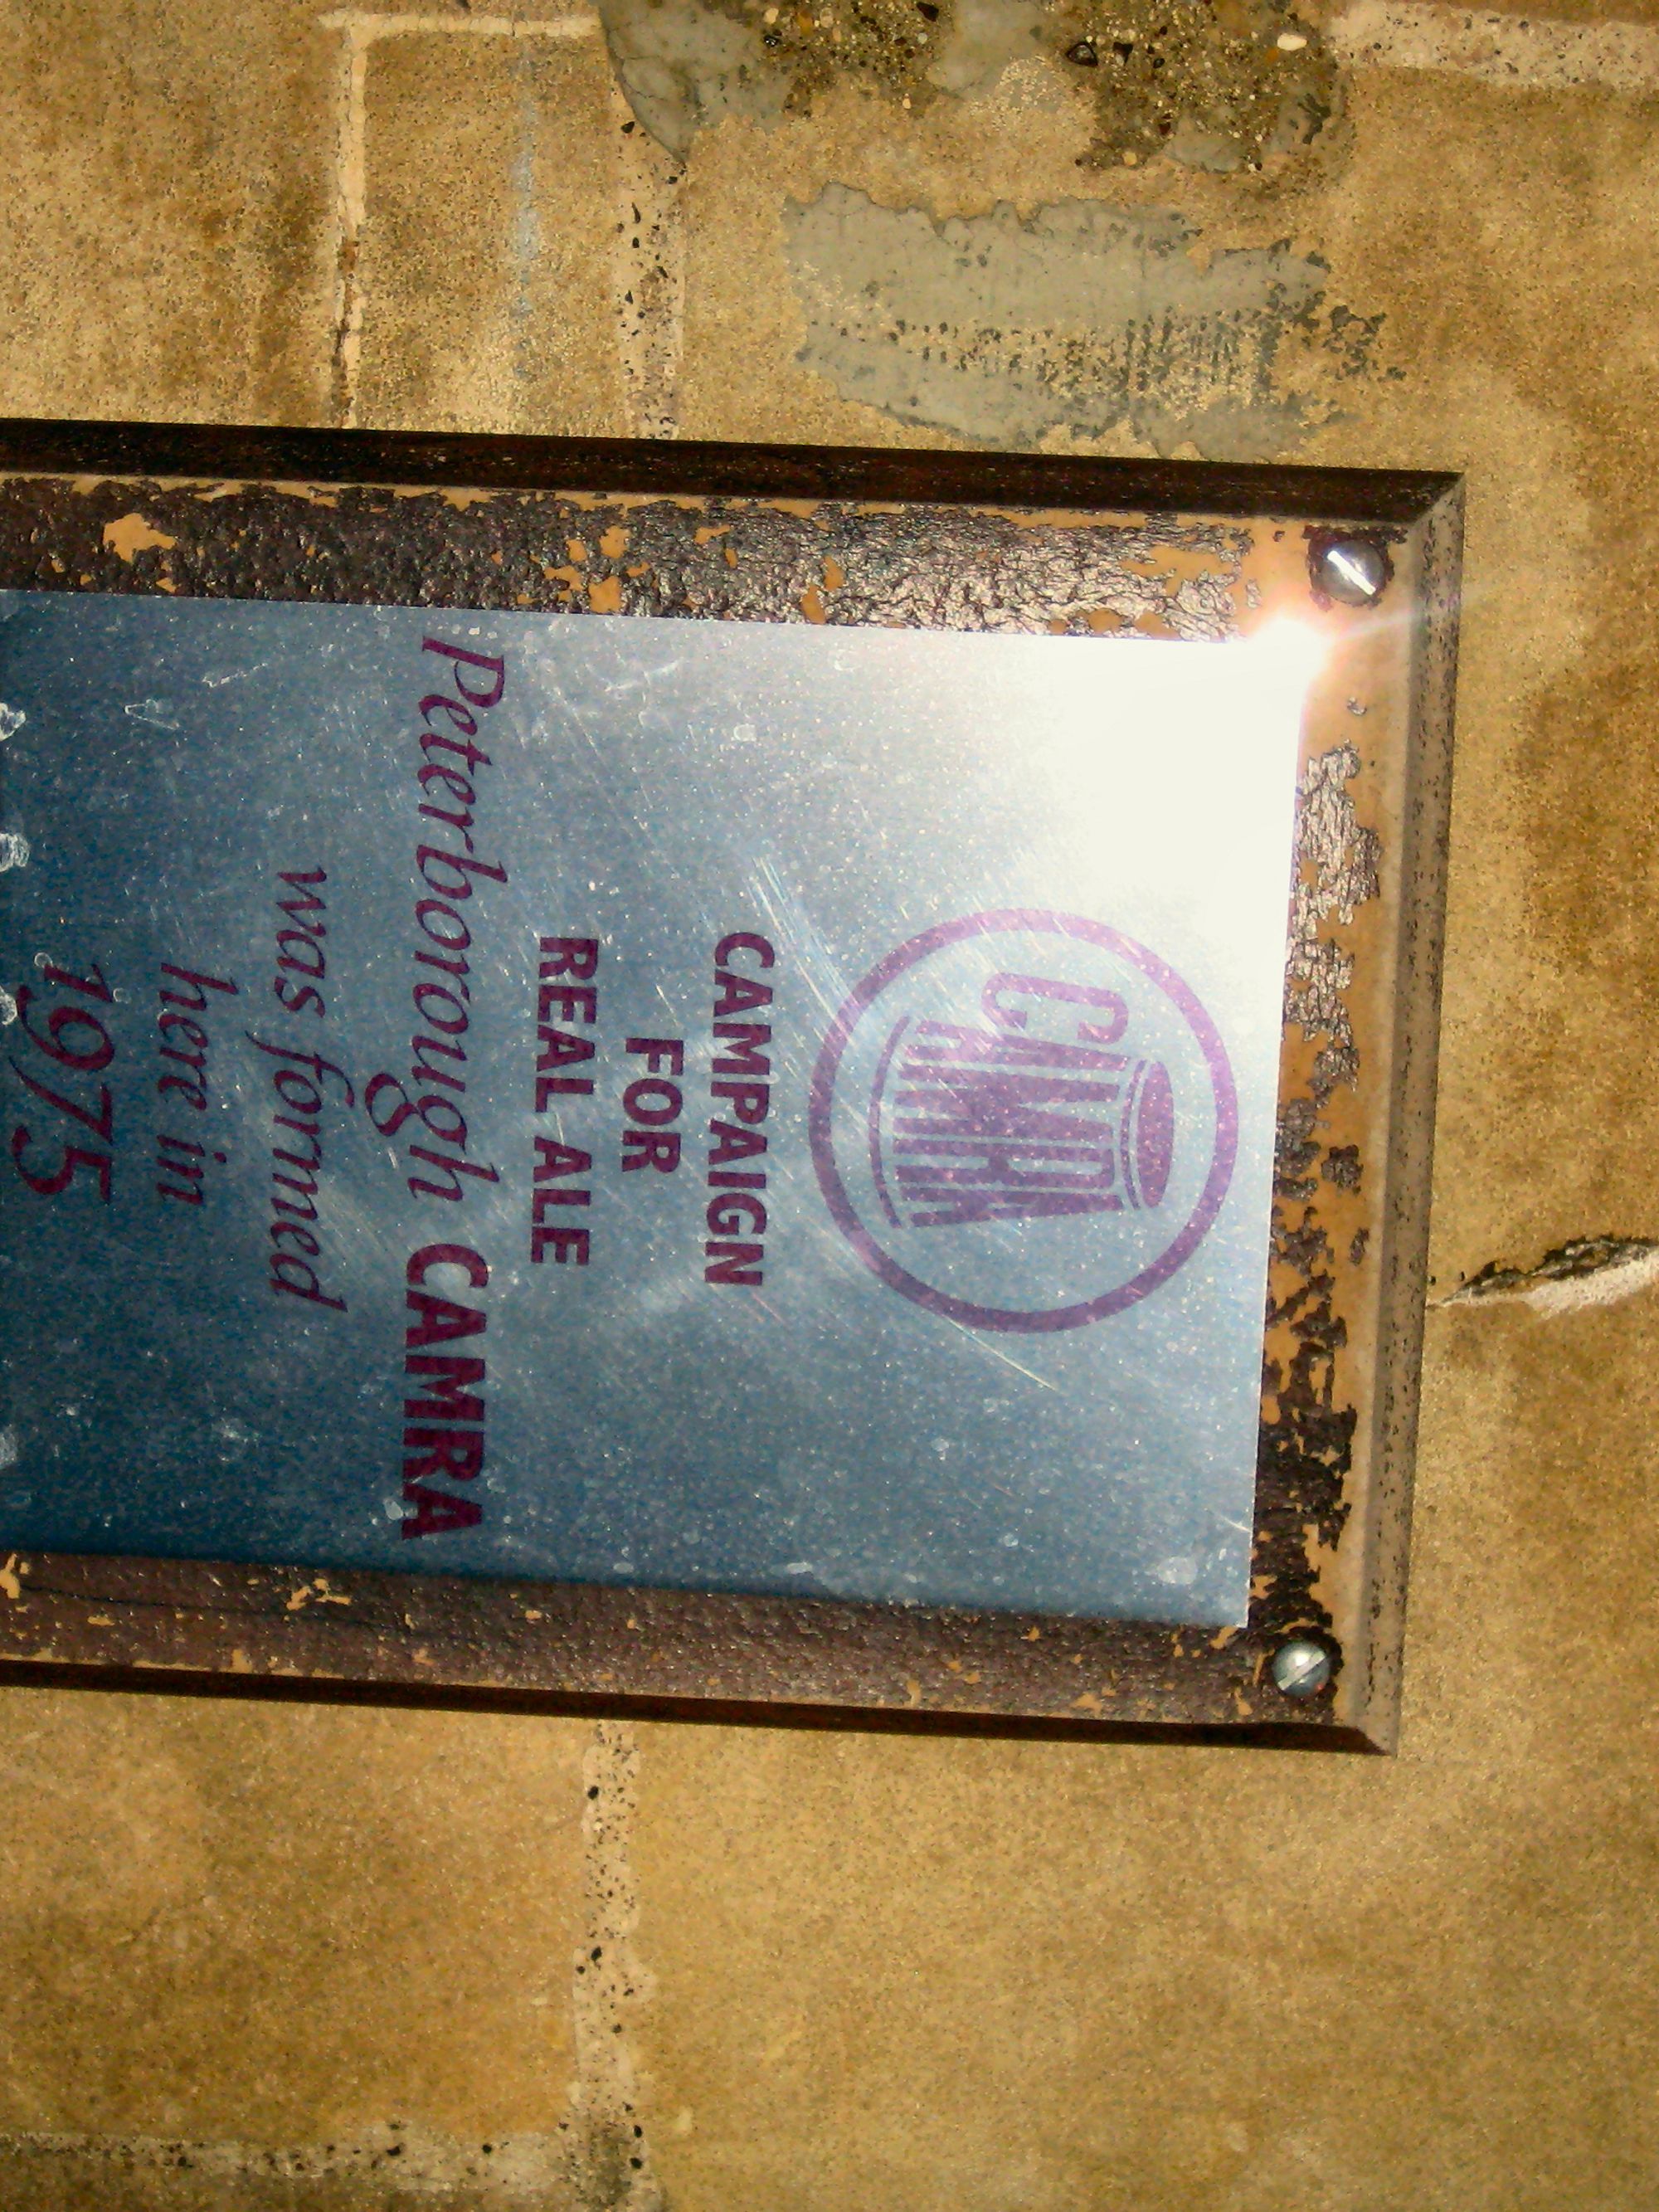 CAMRA
CAMPAIGN
FOR
REAL ALE
Peterborough CAMRA
was formed
here in
1975